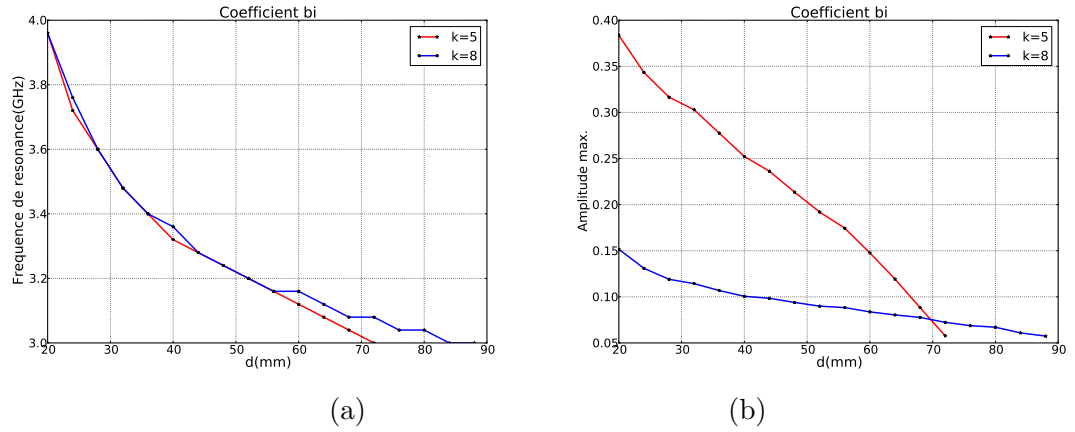 Coefficient bi
4.0
3.8
3.6
3.4
3.2
3.0
Frequence de resonance(GHz)
k=5
k=8
20 30 40 50 60 70 80 90
d(mm)
(a)
Coefficient bi
0.40
0.35
0.30
0.25
0.20
0.15
0.10
0.05
Amplitude max.
k=5
k=8
20 30 40 50 60 70 80 90
d(mm)
(b)